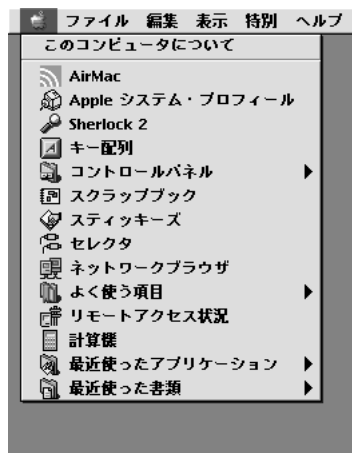 ファイル 編集 表示 特別 ヘルプ
このコンピュータについて
AirMac
Apple システム・プロフィール
Sherlock 2
キー配列
コントロールパネル
スクラップブック
スティッキーズ
セレクタ
ネットワークブラウザ
よく使う項目
リモートアクセス状況
計算機
最近使ったアプリケーション
最近使った書類